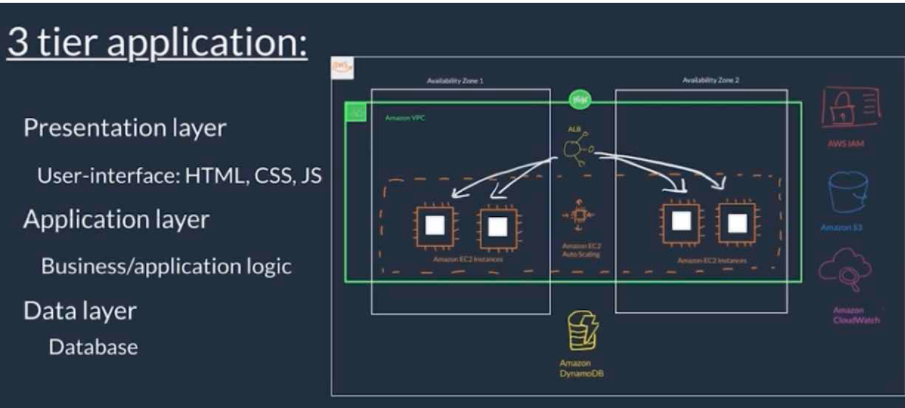 3 tier application:
Presentation layer
User-interface: HTML, CSS, JS
Application layer
Business/application logic
Data layer
Database
Availability Zone 1
Availability Zone 2
Amazon VPC
ALB
Amazon EC2 Instances
Amazon EC2
Auto Scaling
Amazon EC2 Instances
Amazon
DynamoDB
AWS IAM
Amazon S3
Amazon
CloudWatch